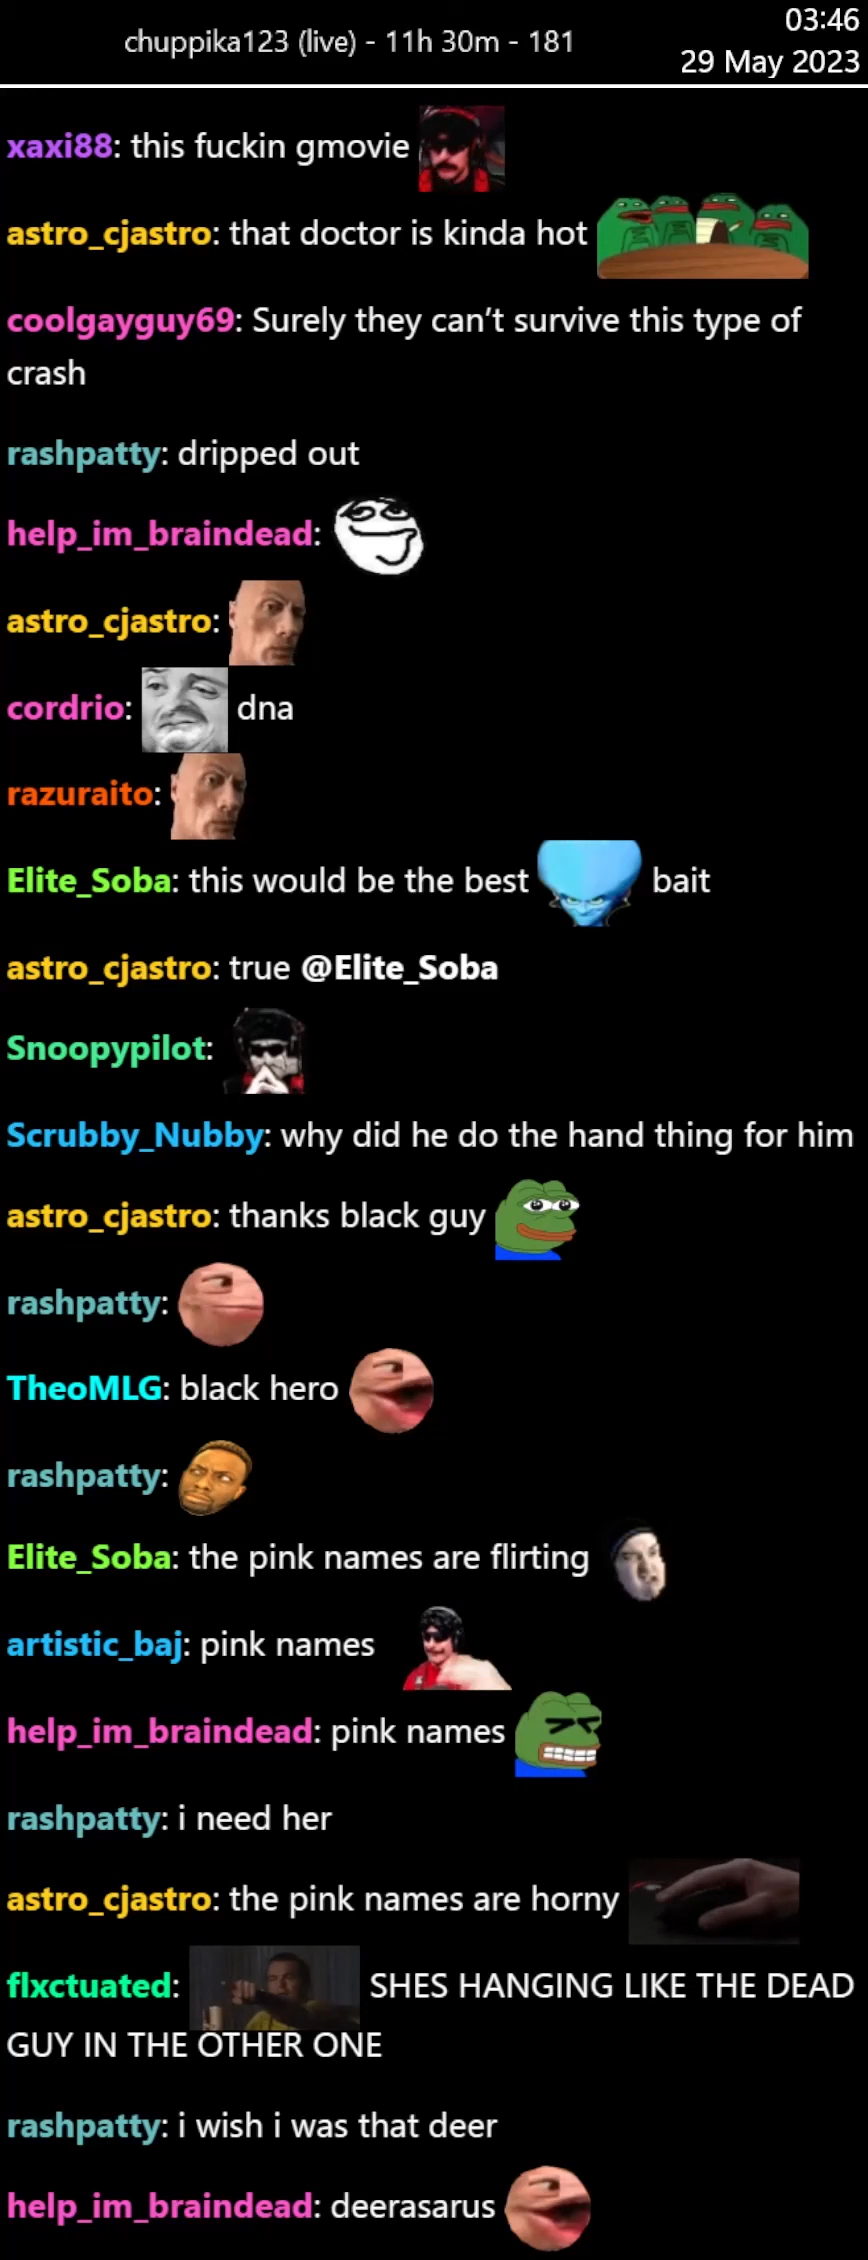 03:46
chuppika123 (live) - 11h 30m - 181
29 May 2023
xaxi88: this fuckin gmovie
astro_cjastro: that doctor is kinda hot
coolgayguy69: Surely they can't survive this type of
crash
rashpatty: dripped out
help_im_braindead:
astro_cjastro:
cordrio: dna
razuraito:
Elite_Soba: this would be the best bait
astro_cjastro: true @Elite_Soba
Snoopypilot:
Scrubby_Nubby: why did he do the hand thing for him
astro_cjastro: thanks black guy
rashpatty:
TheoMLG: black hero
rashpatty:
Elite_Soba: the pink names are flirting
artistic_baj: pink names
help_im_braindead: pink names
rashpatty: i need her
astro_cjastro: the pink names are horny
flxctuated: SHES HANGING LIKE THE DEAD
GUY IN THE OTHER ONE
rashpatty: i wish i was that deer
help_im_braindead: deerasarus